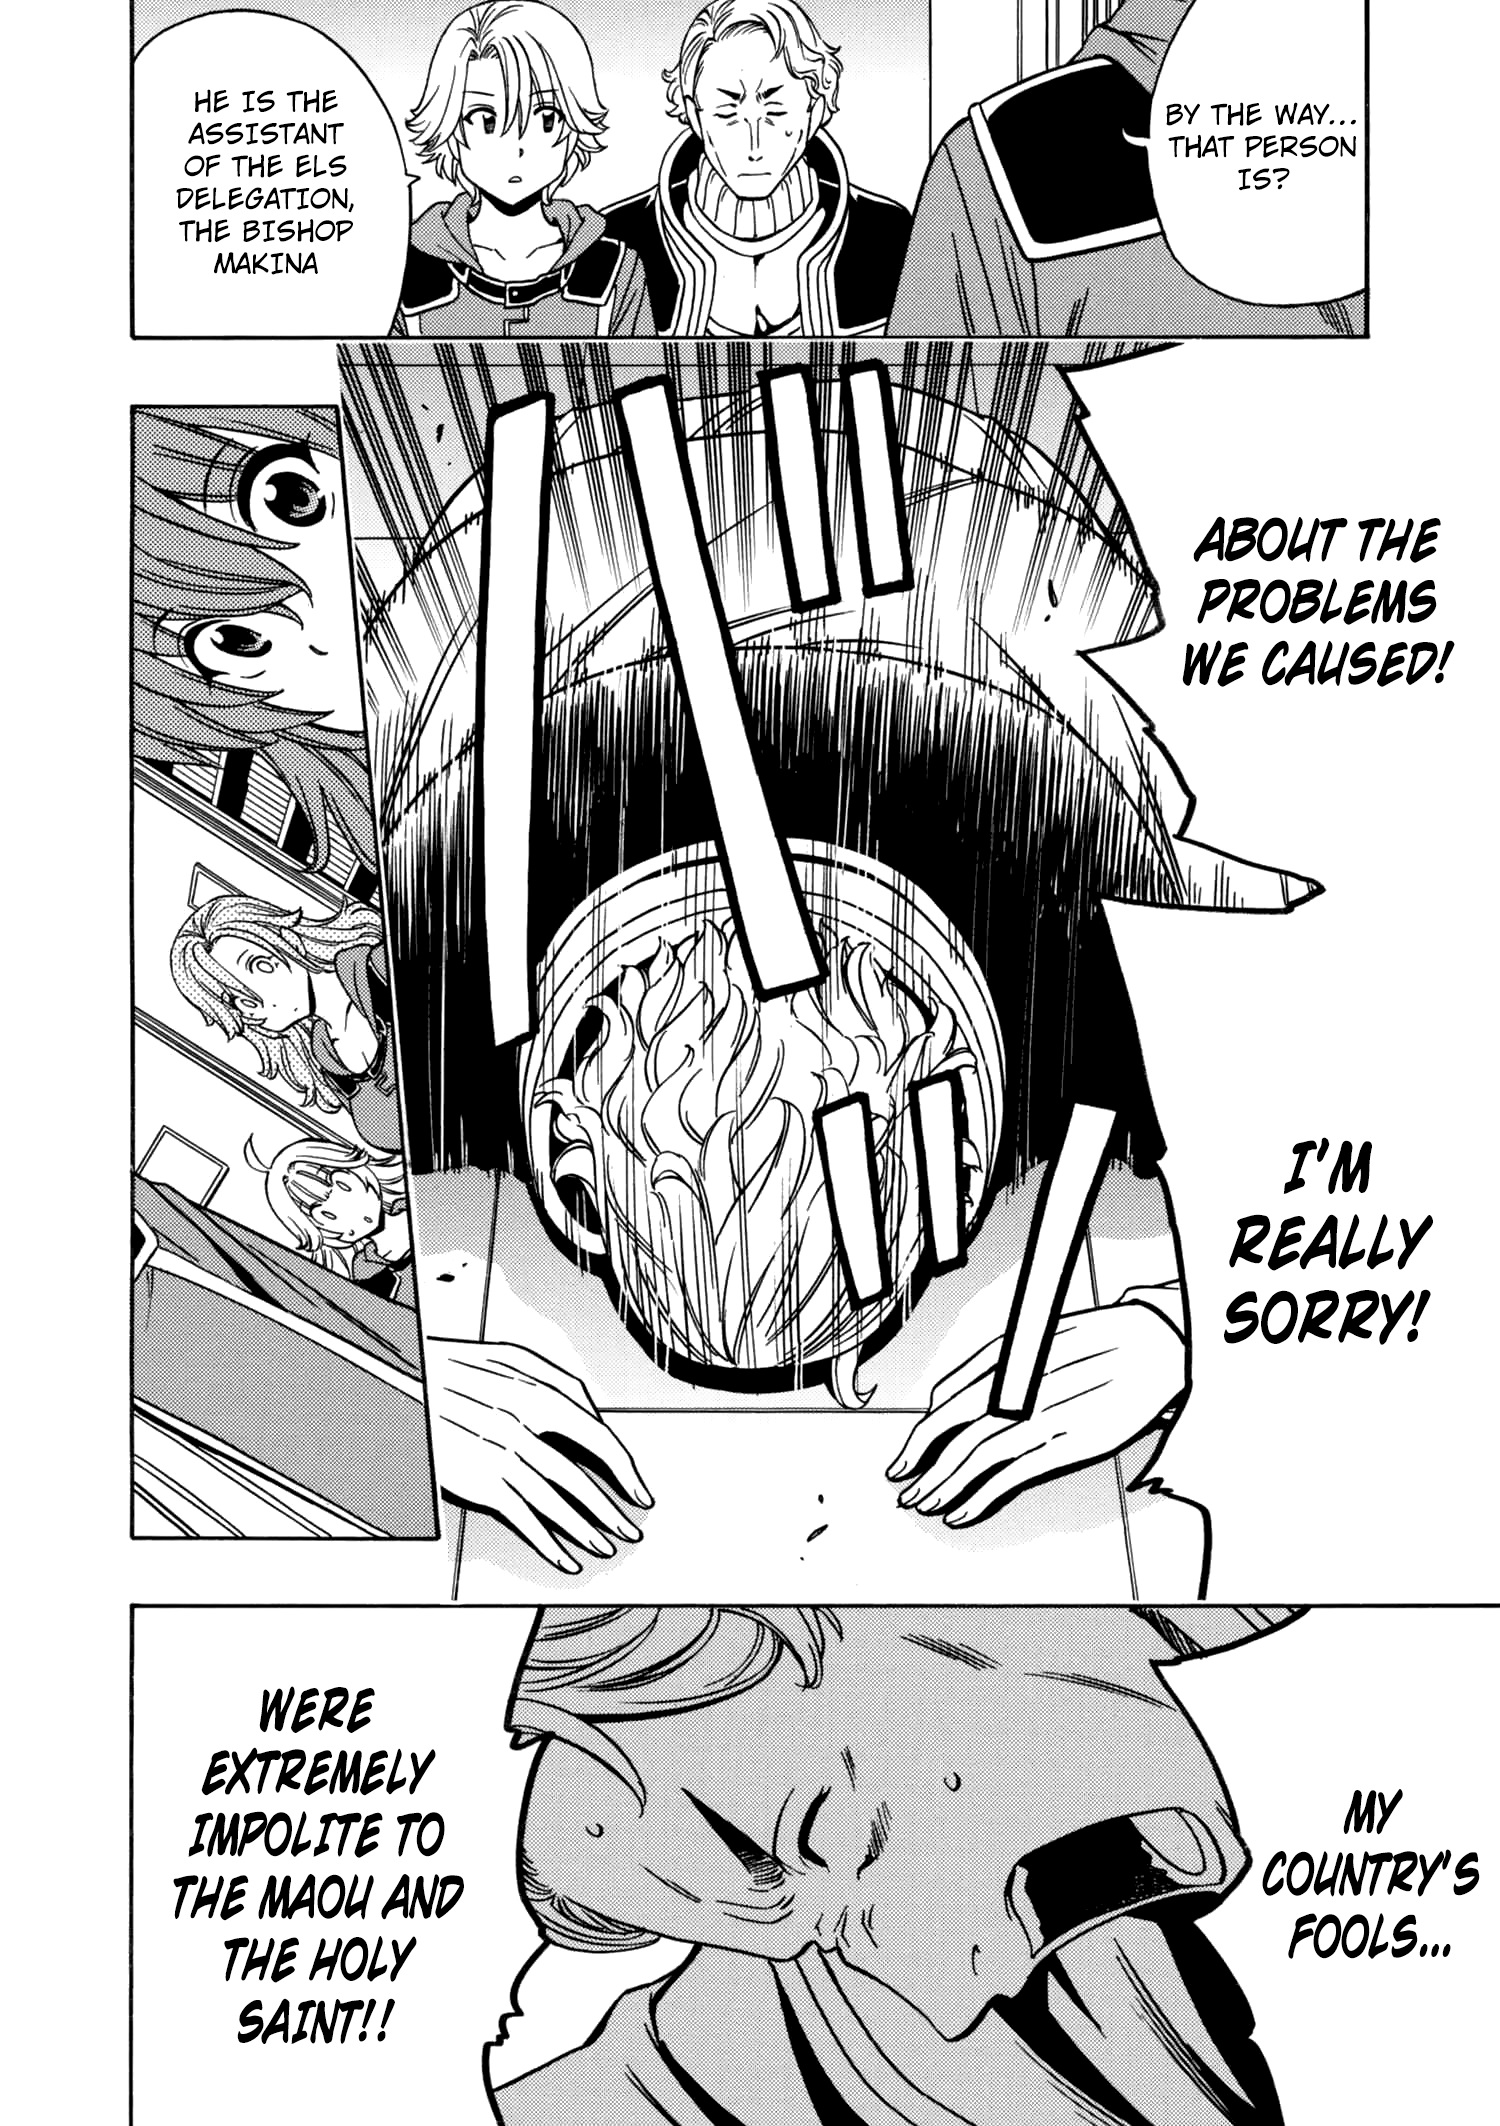 BY THE WAY...
THAT PERSON
IS?
HE IS THE
ASSISTANT
OF THE ELS
DELEGATION,
THE BISHOP
MAKINA
ABOUT THE
PROBLEMS
WE CAUSED!
I'M
REALLY
SORRY!
MY
COUNTRY'S
FOOLS...
WERE
EXTREMELY
IMPOLITE TO
THE MAOU AND
THE HOLY
SAINT!!